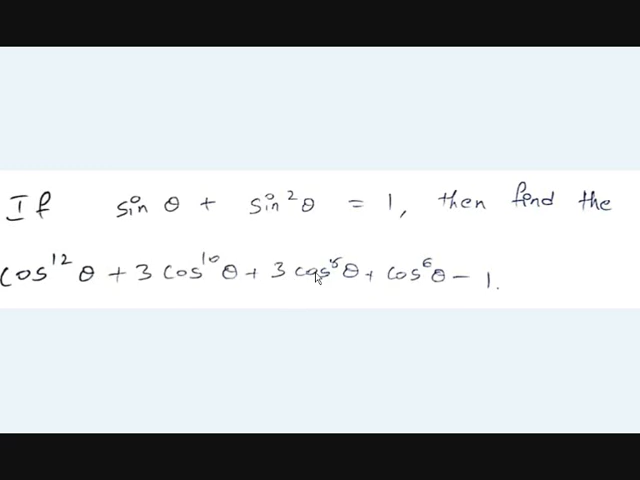 If sin θ + sin²θ = 1, then find the
cos¹²θ + 3 cos¹⁰θ + 3 cos⁸θ + cos⁶θ - 1.